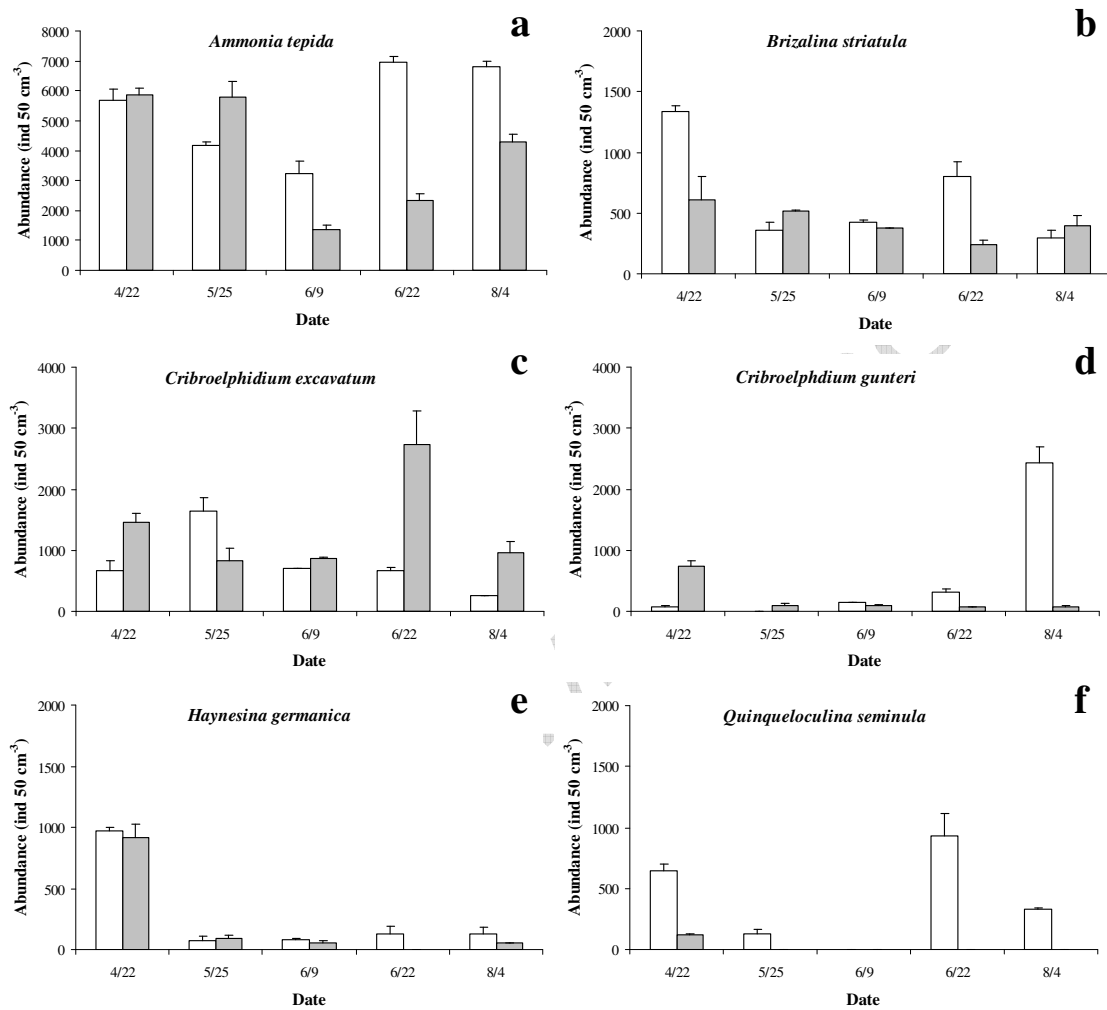 Ammonia tepida
a
Abundance (ind 50 cm-3)
8000
7000
6000
5000
4000
3000
2000
1000
0
4/22 5/25 6/9 6/22 8/4
Date
Brizalina striatula
b
Abundance (ind 50 cm-3)
2000
1500
1000
500
0
4/22 5/25 6/9 6/22 8/4
Date
Cribroelphidium excavatum
c
Abundance (ind 50 cm-3)
4000
3000
2000
1000
0
4/22 5/25 6/9 6/22 8/4
Date
Cribroelphdium gunteri
d
Abundance (ind 50 cm-3)
4000
3000
2000
1000
0
4/22 5/25 6/9 6/22 8/4
Date
Haynesina germanica
e
Abundance (ind 50 cm-3)
2000
1500
1000
500
0
4/22 5/25 6/9 6/22 8/4
Date
Quinqueloculina seminula
f
Abundance (ind 50 cm-3)
2000
1500
1000
500
0
4/22 5/25 6/9 6/22 8/4
Date